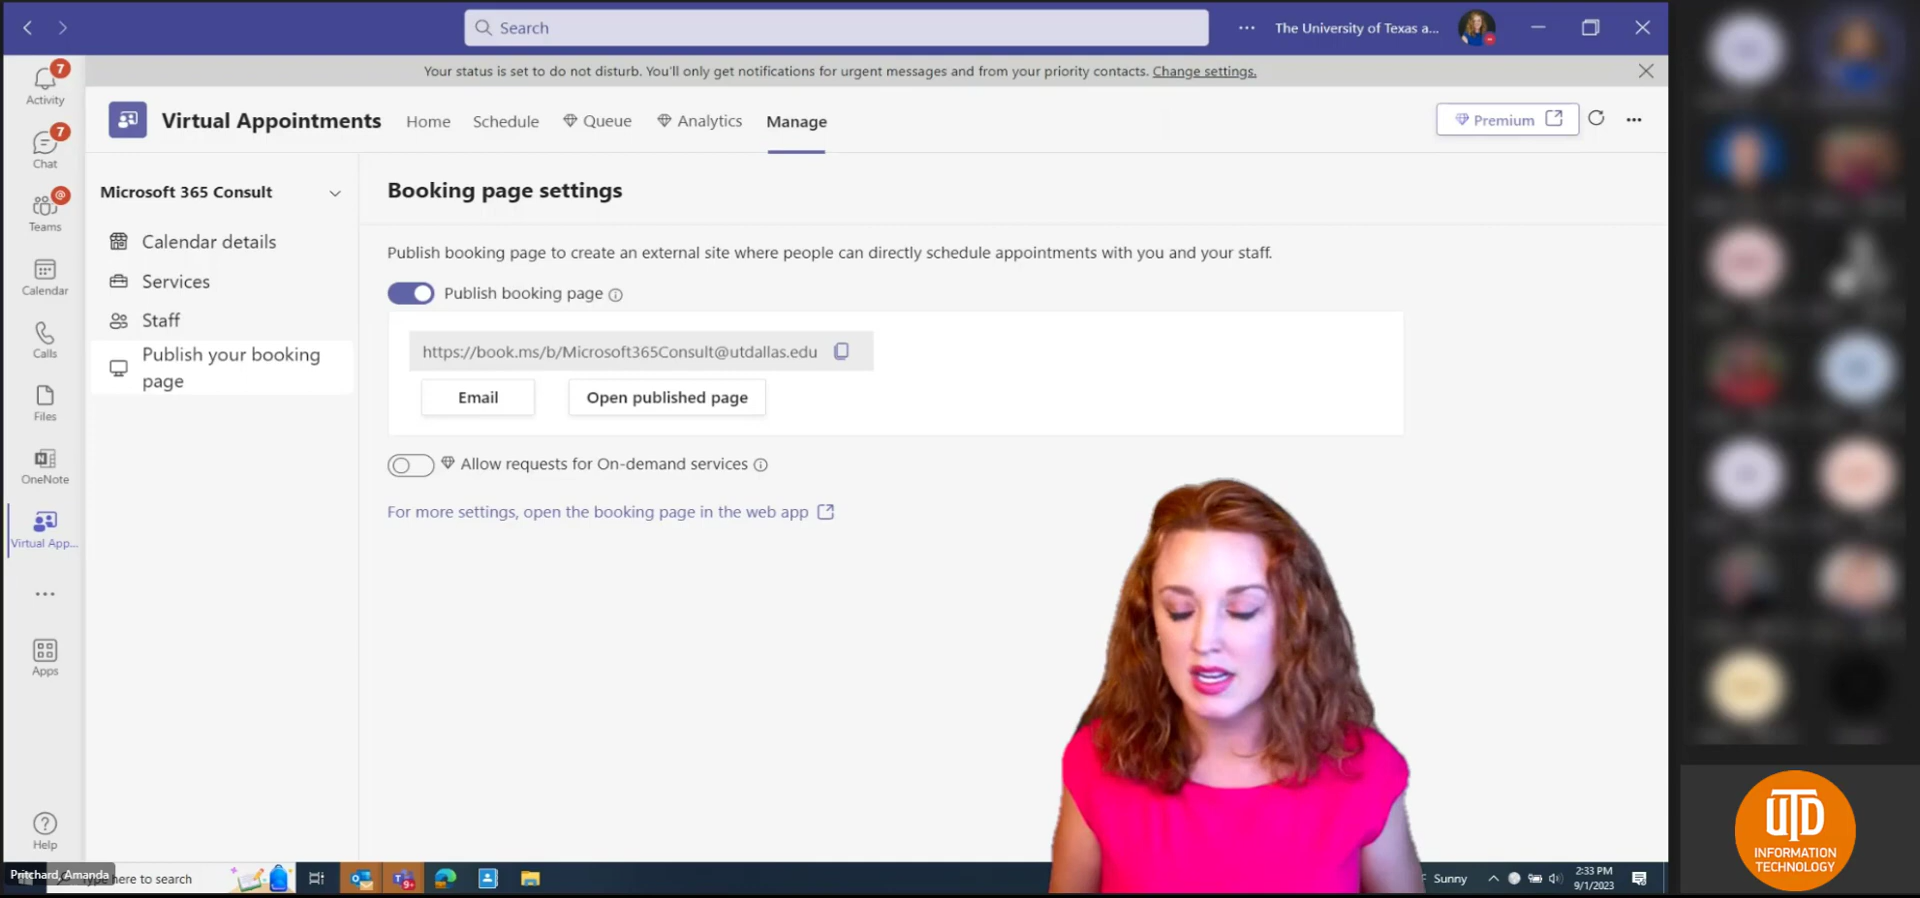 Search
The University of Texas a...
Your status is set to do not disturb. You'll only get notifications for urgent messages and from your priority contacts. Change settings.
7
Activity
7
Chat
@
Teams
Calendar
Calls
Files
OneNote
Virtual App...
Apps
Help
Virtual Appointments
Home
Schedule
Queue
Analytics
Manage
Premium
Microsoft 365 Consult
Calendar details
Services
Staff
Publish your booking
page
Booking page settings
Publish booking page to create an external site where people can directly schedule appointments with you and your staff.
Publish booking page
https://book.ms/b/Microsoft365Consult@utdallas.edu
Email
Open published page
Allow requests for On-demand services
For more settings, open the booking page in the web app
Pritchard, Amanda
here to search
9+
Sunny
2:33 PM
9/1/2023
UTD
INFORMATION
TECHNOLOGY